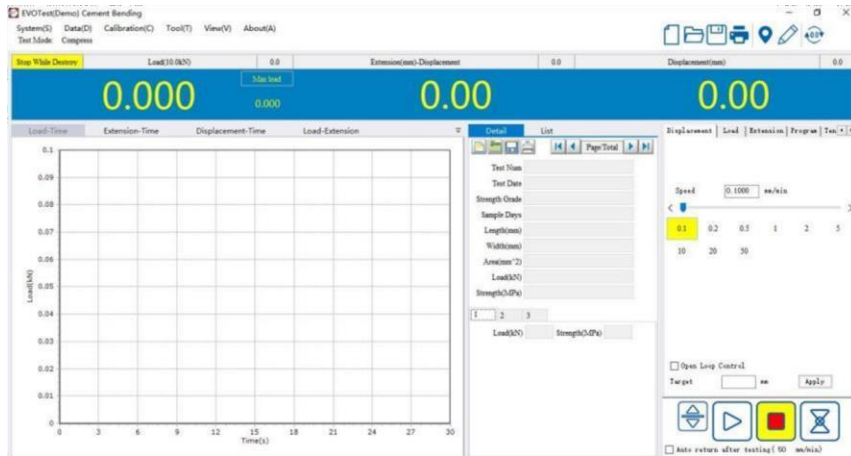 EVOTest(Demo) Cement Bending
System(S) Data(D) Calibration(C) Tool(T) View(V) About(A)
Test Mode: Compress
Stop While Destroy Load(10.0kN) 0.0 Extension(mm)-Displacement 0.0 Displacement(mm) 0.0
0.000 Max load 0.000 0.00 0.00
Load-Time Extension-Time Displacement-Time Load-Extension
Detail List
Page/Total
Displacement Load Extension Program Ten
Test Num
Test Date
Strength Grade
Sample Days
Length(mm)
Width(mm)
Area(mm^2)
Load(kN)
Strength(MPa)
1 2 3
Load(kN) Strength(MPa)
Speed 0.1000 mm/min
0.1 0.2 0.5 1 2 5
10 20 50
Open Loop Control
Target mm Apply
Auto return after testing( 50 mm/min)
Load(kN)
0.1
0.09
0.08
0.07
0.06
0.05
0.04
0.03
0.02
0.01
0
0 3 6 9 12 15 18 21 24 27 30
Time(s)